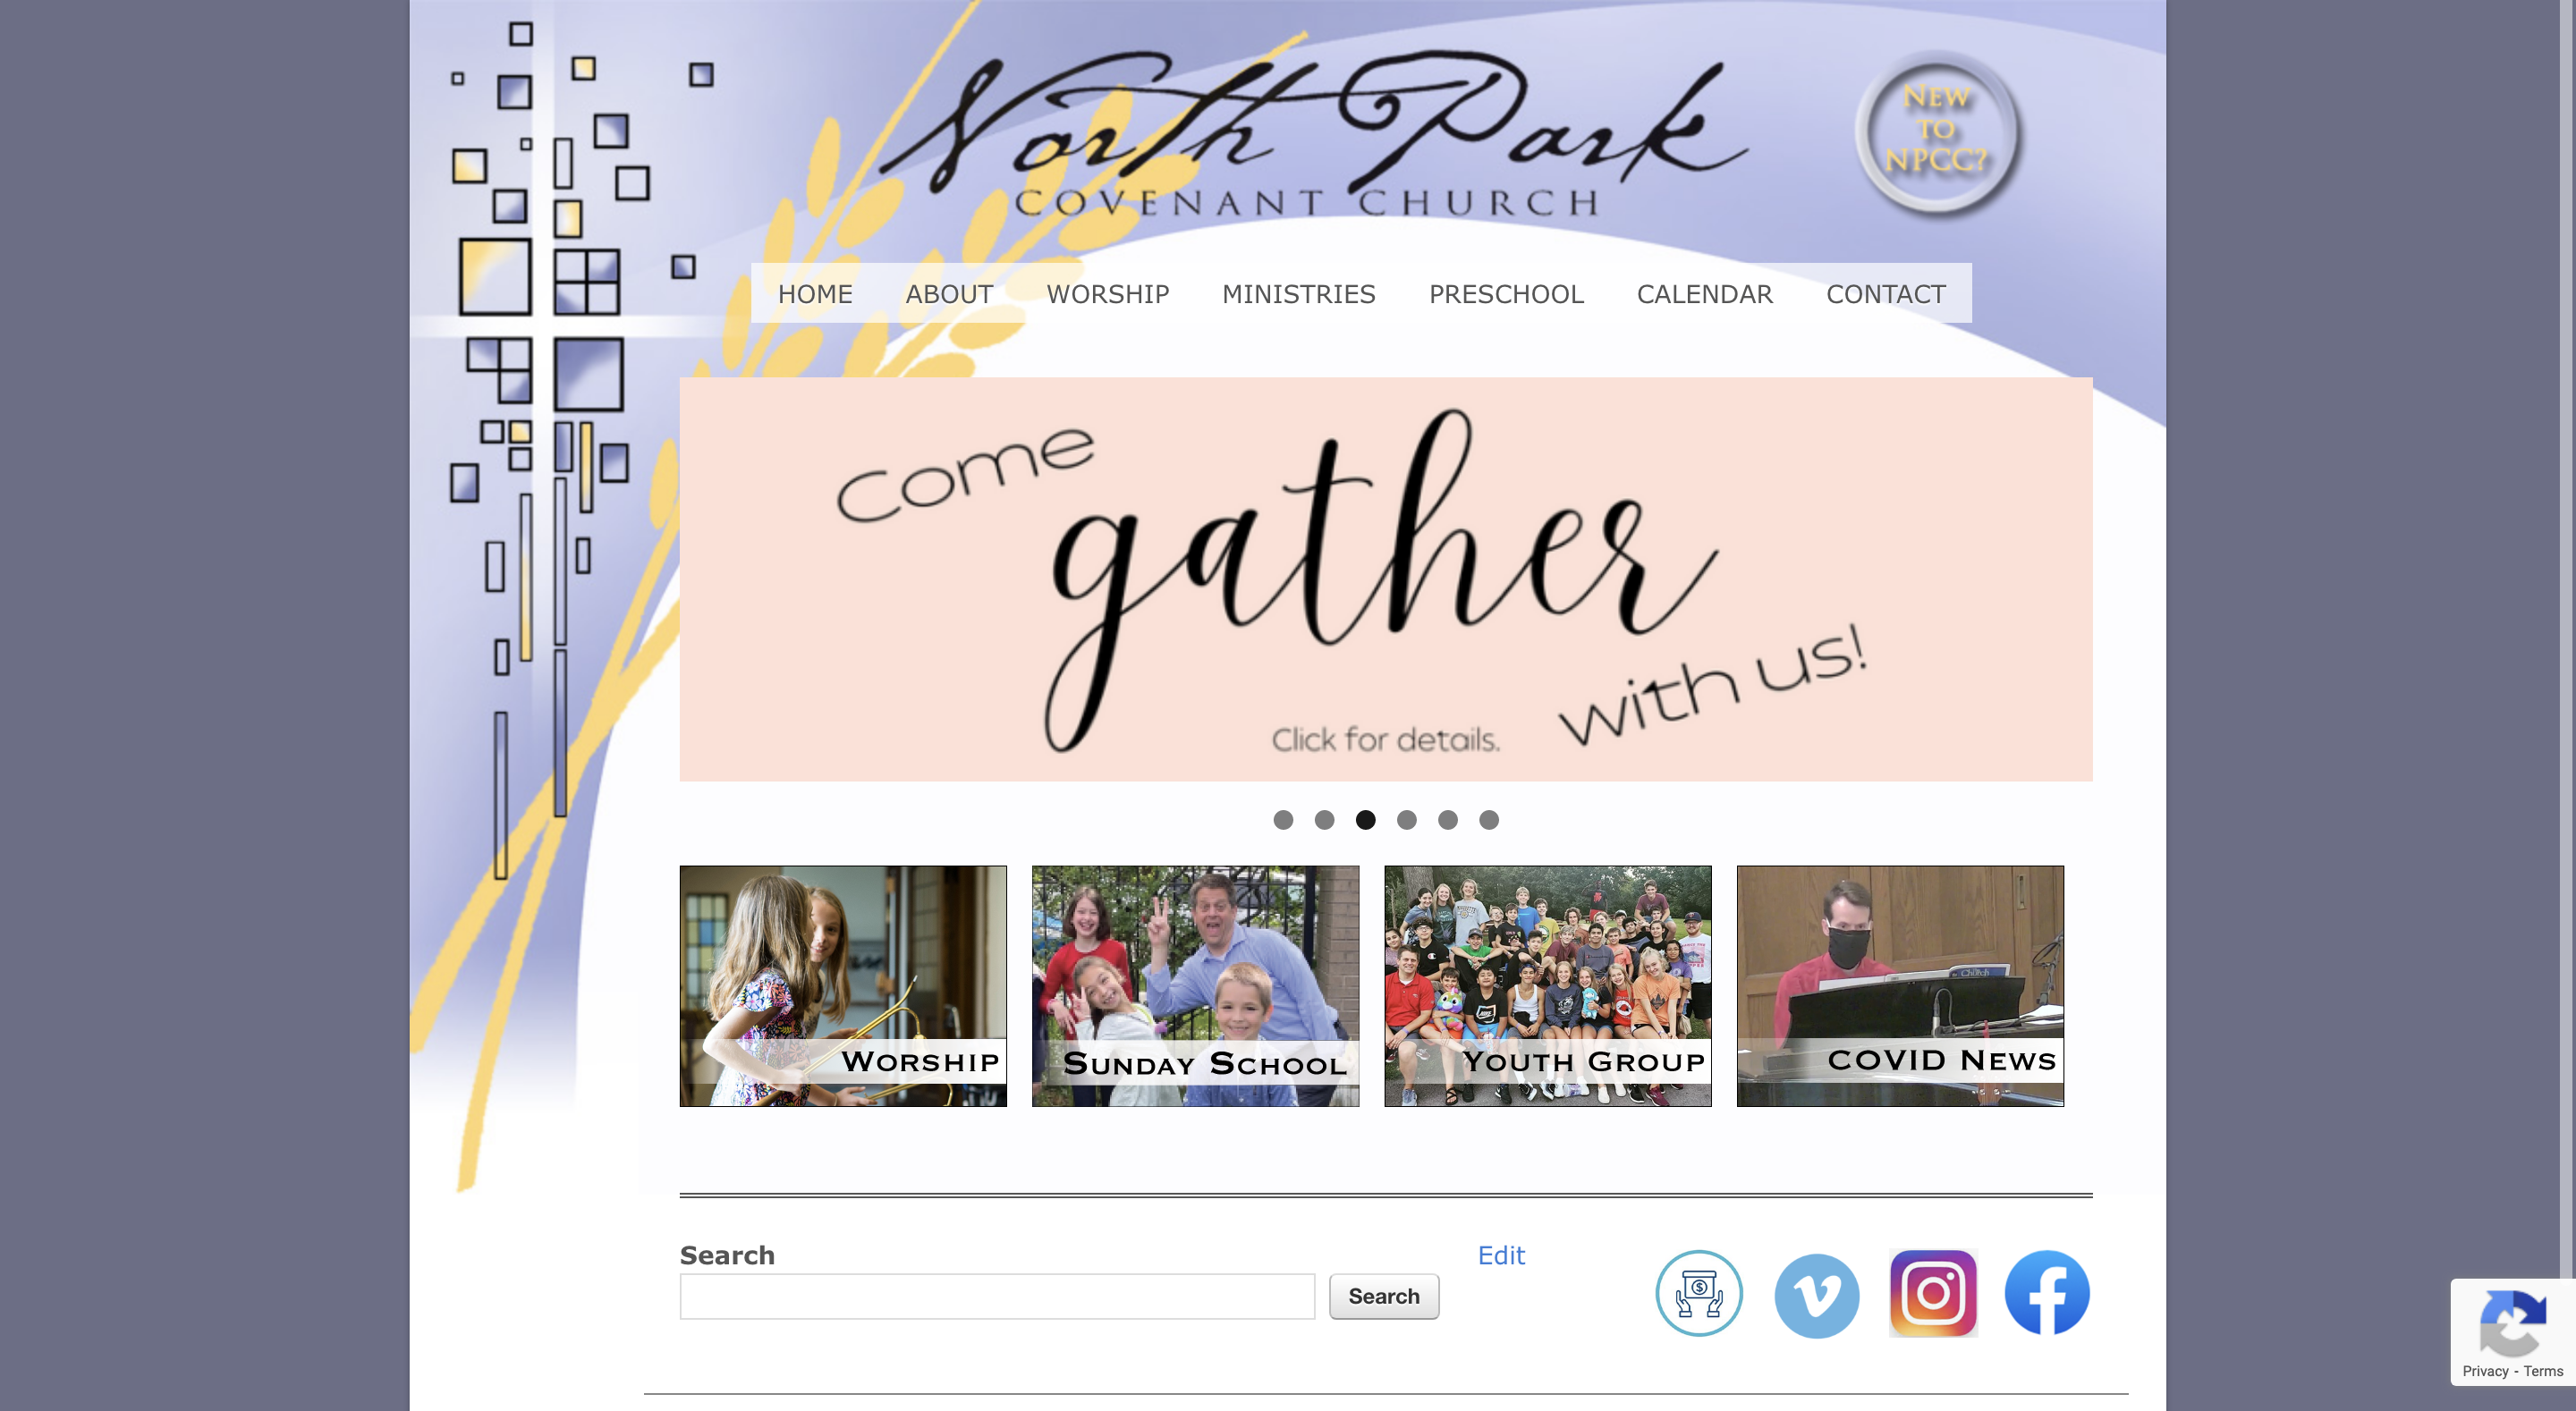 North Park
COVENANT CHURCH
NEW
TO
NPCC?
HOME ABOUT WORSHIP MINISTRIES PRESCHOOL CALENDAR CONTACT
come
gather
with us!
Click for details.
WORSHIP SUNDAY SCHOOL YOUTH GROUP COVID NEWS
Search Edit
Search
Privacy - Terms